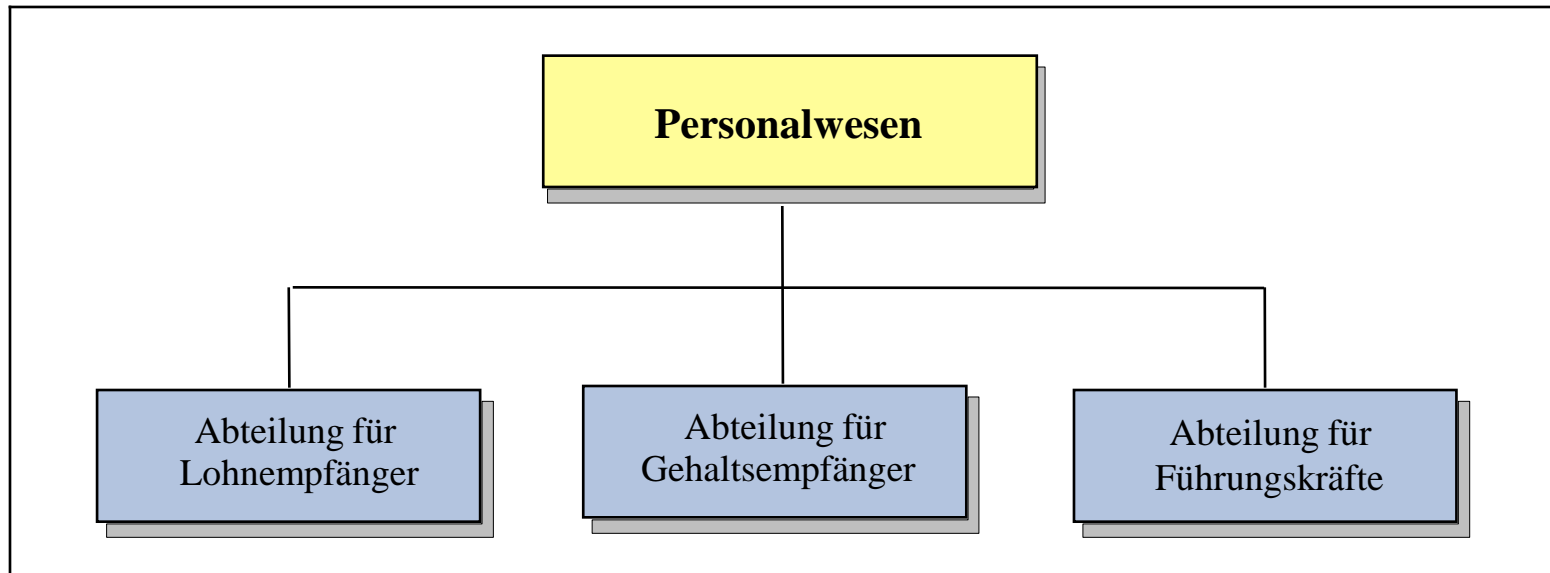 Personalwesen
Abteilung für
Lohnempfänger
Abteilung für
Gehaltsempfänger
Abteilung für
Führungskräfte